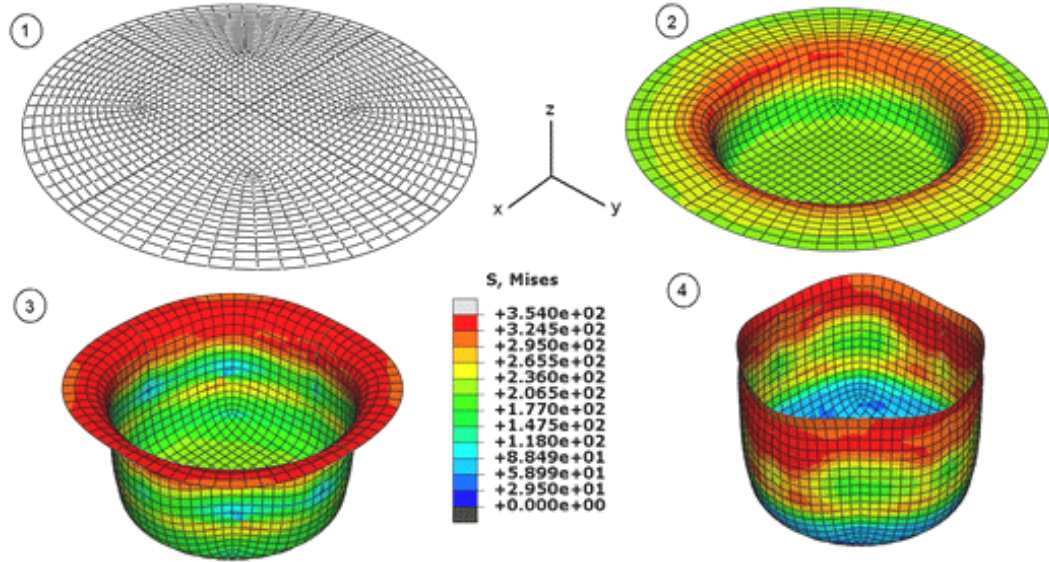 1
2
z
x
y
S, Mises
3
4
+3.540e+02
+3.245e+02
+2.950e+02
+2.655e+02
+2.360e+02
+2.065e+02
+1.770e+02
+1.475e+02
+1.180e+02
+8.849e+01
+5.899e+01
+2.950e+01
+0.000e+00